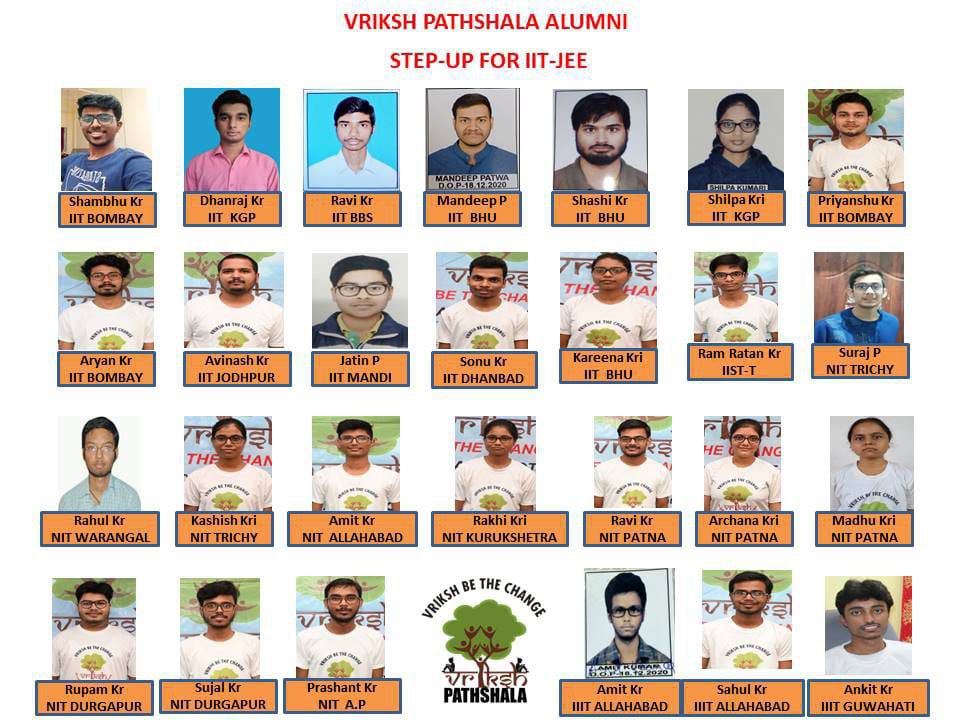 VRIKSH PATHSHALA ALUMNI
STEP-UP FOR IIT-JEE
MANDEEP PATWA
D.O.P-18.12.2020
SHILPA KUMARI
Shambhu Kr
IIT BOMBAY
Dhanraj Kr
IIT KGP
Ravi Kr
IIT BBS
Mandeep P
IIT BHU
Shashi Kr
IIT BHU
Shilpa Kri
IIT KGP
Priyanshu Kr
IIT BOMBAY
Aryan Kr
IIT BOMBAY
Avinash Kr
IIT JODHPUR
Jatin P
IIT MANDI
Sonu Kr
IIT DHANBAD
Kareena Kri
IIT BHU
Ram Ratan Kr
IIST-T
Suraj P
NIT TRICHY
Rahul Kr
NIT WARANGAL
Kashish Kri
NIT TRICHY
Amit Kr
NIT ALLAHABAD
Rakhi Kri
NIT KURUKSHETRA
Ravi Kr
NIT PATNA
Archana Kri
NIT PATNA
Madhu Kri
NIT PATNA
VRIKSH BE THE CHANGE
vriksh
PATHSHALA
AMIT KUMAR
D.O.P-18.12.2020
Rupam Kr
NIT DURGAPUR
Sujal Kr
NIT DURGAPUR
Prashant Kr
NIT A.P
Amit Kr
IIIT ALLAHABAD
Sahul Kr
IIIT ALLAHABAD
Ankit Kr
IIIT GUWAHATI